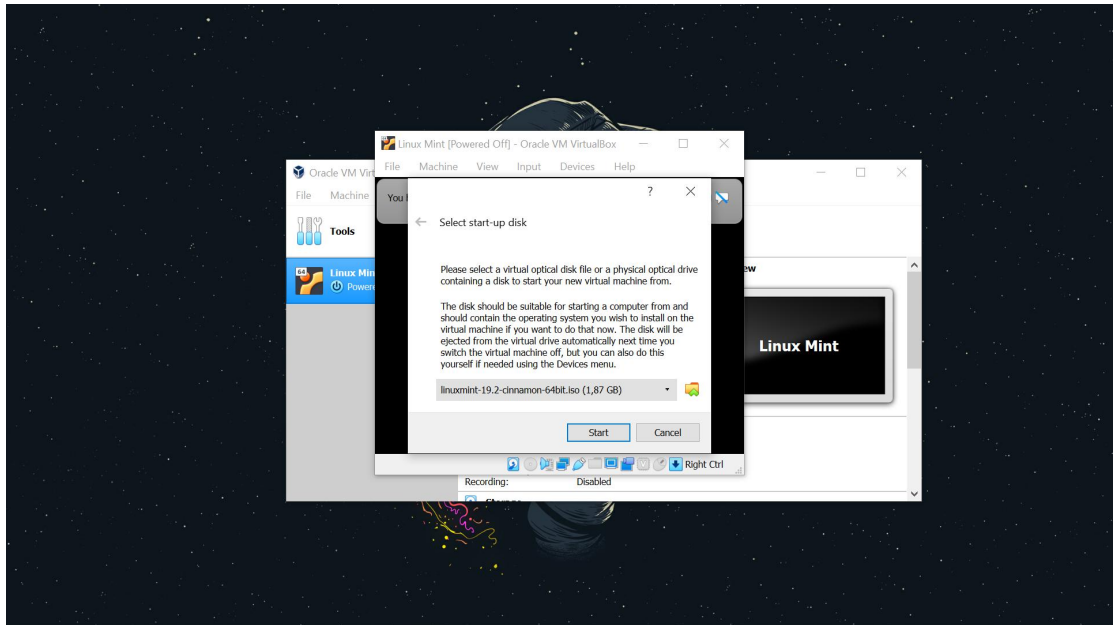 Linux Mint [Powered Off] - Oracle VM VirtualBox
File Machine View Input Devices Help
Oracle VM
File Machine
You
Tools
64
Linux
Select start-up disk
Please select a virtual optical disk file or a physical optical drive
containing a disk to start your new virtual machine from.
The disk should be suitable for starting a computer from and
should contain the operating system you wish to install on the
virtual machine if you want to do that now. The disk will be
ejected from the virtual drive automatically next time you
switch the virtual machine off, but you can also do this
yourself if needed using the Devices menu.
linuxmint-19.2-cinnamon-64bit.iso (1,87 GB)
Start Cancel
Linux Mint
Right Ctrl
Recording: Disabled